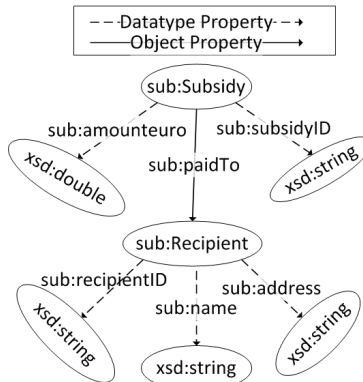 Datatype Property
Object Property
sub:Subsidy
sub:amounteuro
sub:subsidyID
xsd:double
sub:paidTo
xsd:string
sub:Recipient
sub:recipientID
sub:address
sub:name
xsd:string
xsd:string
xsd:string